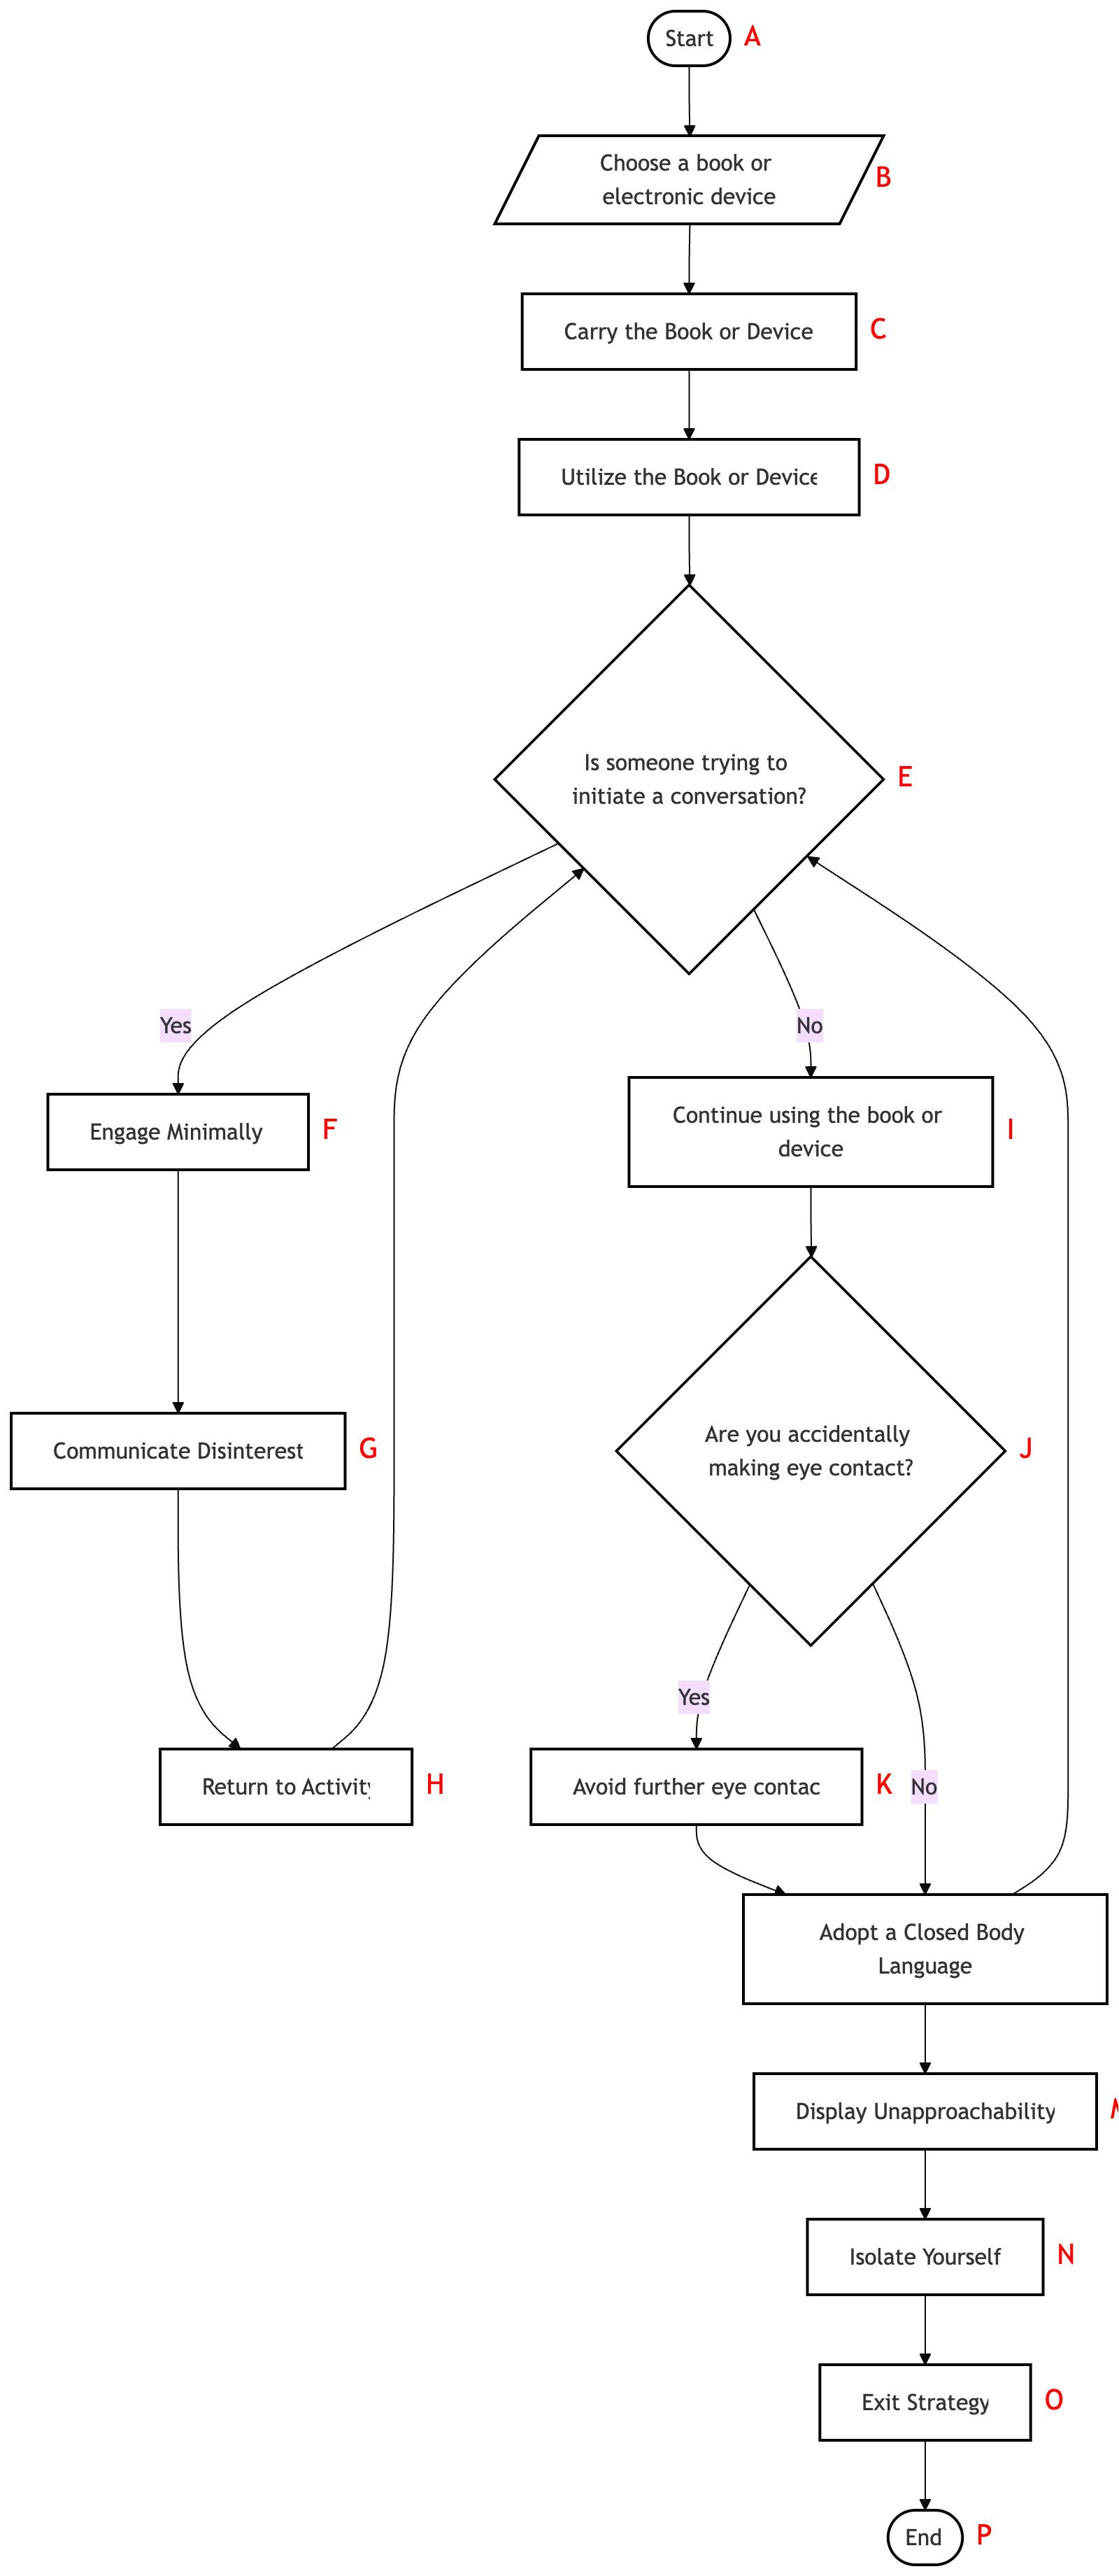 Start
A
Choose a book or
electronic device
B
Carry the Book or Device
C
Utilize the Book or Device
D
Is someone trying to
initiate a conversation?
E
Yes
No
Engage Minimally
F
Continue using the book or
device
I
Communicate Disinterest
G
Are you accidentally
making eye contact?
J
Yes
Return to Activity
H
Avoid further eye contac
K
No
Adopt a Closed Body
Language
Display Unapproachability
Isolate Yourself
N
Exit Strategy
O
End
P